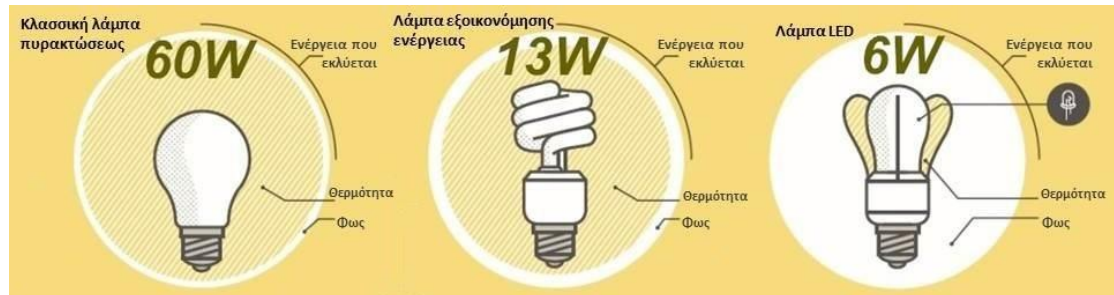 Κλασσική λάμπα
πυρακτώσεως
60W
Ενέργεια που
εκλύεται
Θερμότητα
Φως
Λάμπα εξοικονόμησης
ενέργειας
13W
Ενέργεια που
εκλύεται
Θερμότητα
Φως
Λάμπα LED
6W
Ενέργεια που
εκλύεται
Θερμότητα
Φως